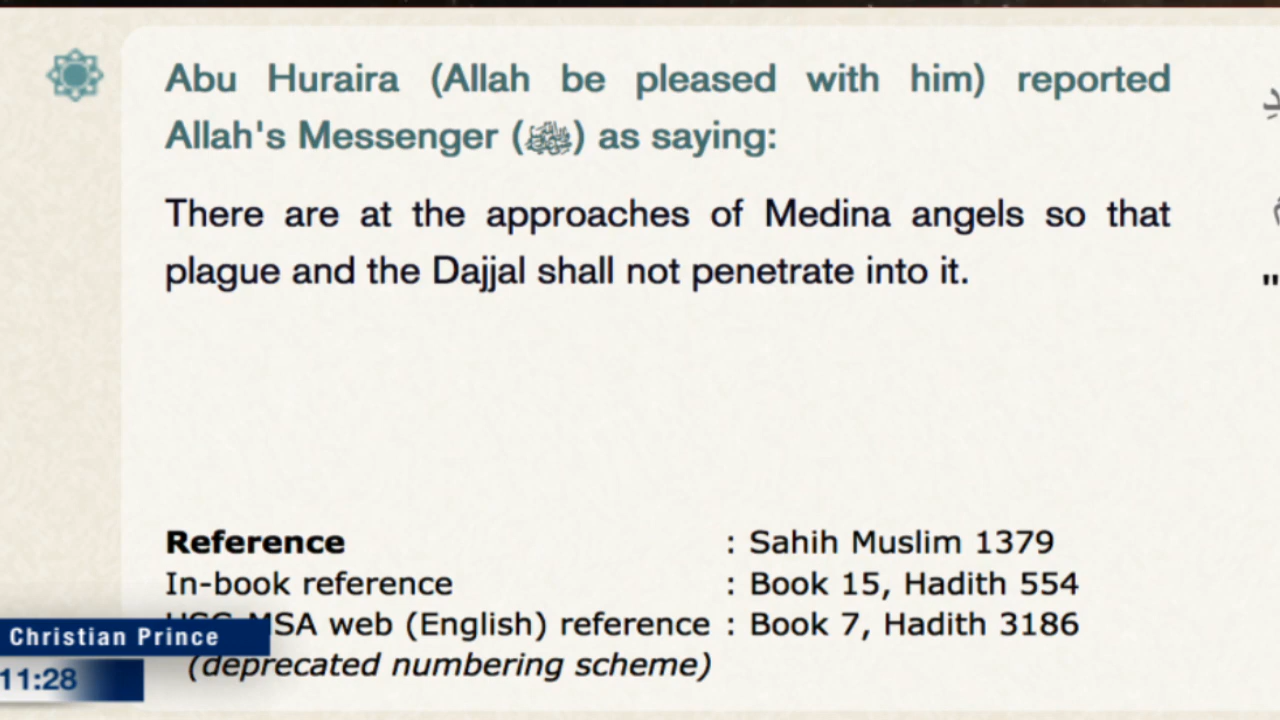 Abu Huraira (Allah be pleased with him) reported
Allah's Messenger (ﷺ) as saying:
There are at the approaches of Medina angels so that
plague and the Dajjal shall not penetrate into it.
Reference : Sahih Muslim 1379
In-book reference : Book 15, Hadith 554
MSA web (English) reference : Book 7, Hadith 3186
(deprecated numbering scheme)
Christian Prince
11:28